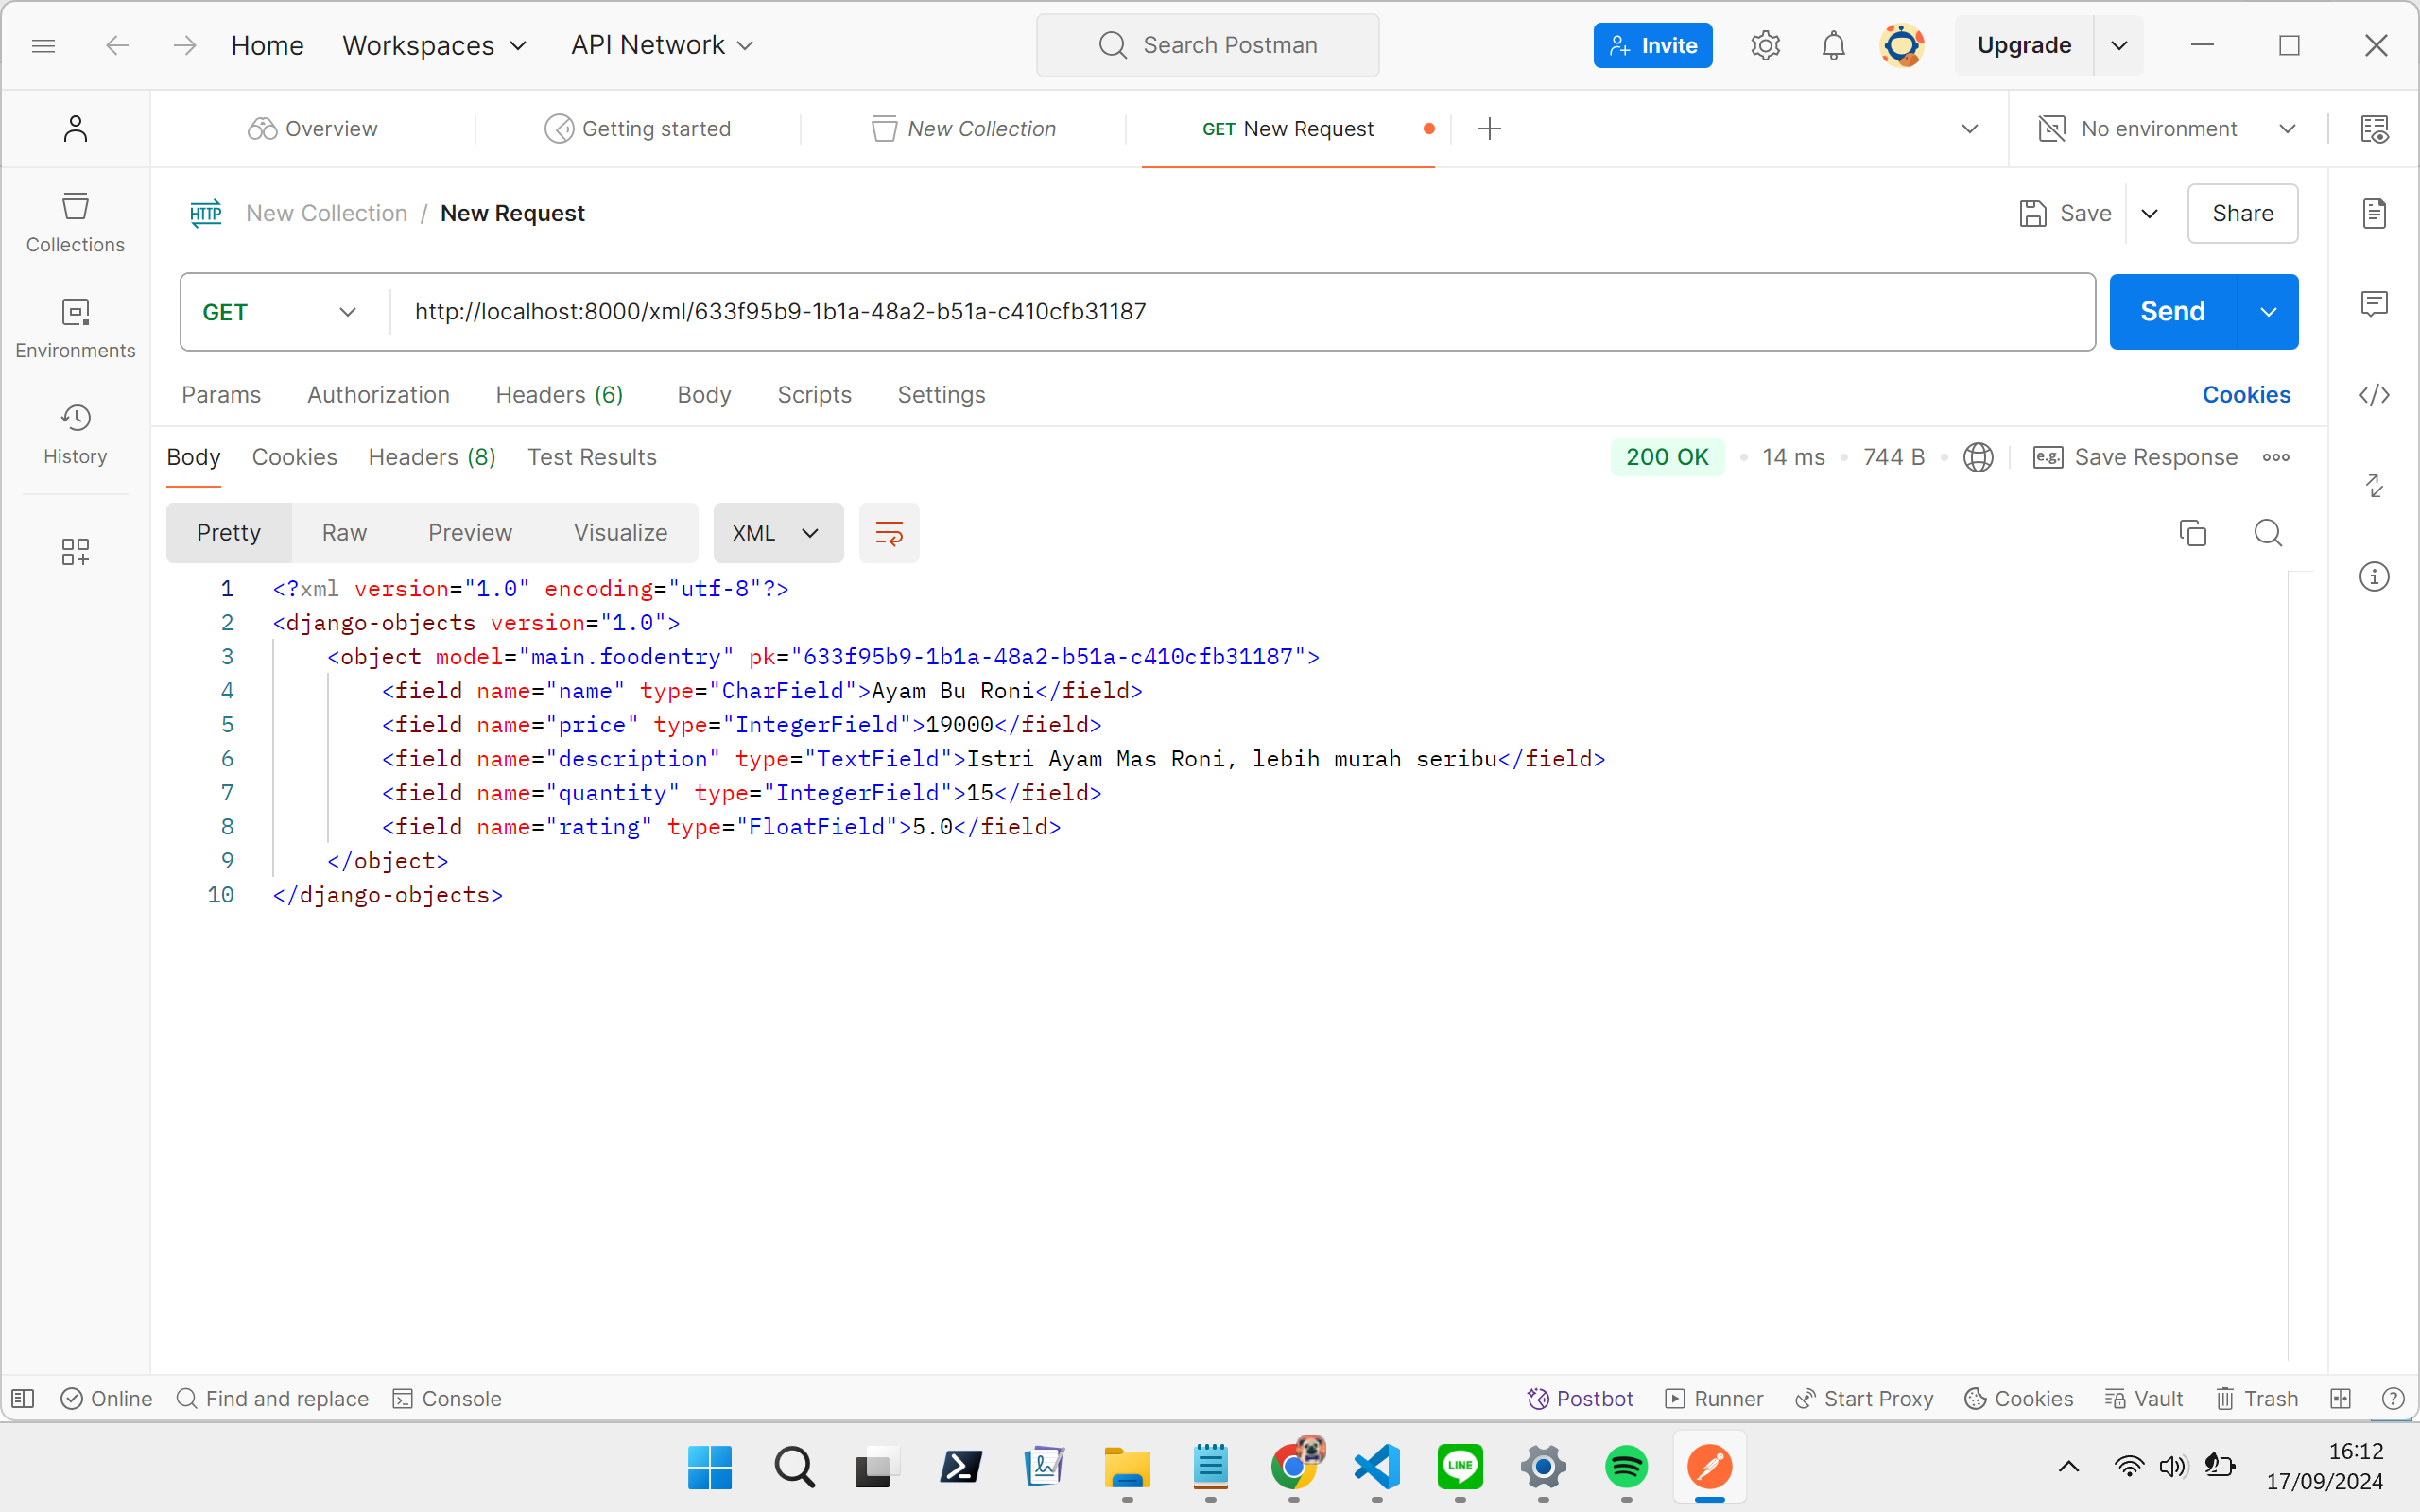 Home Workspaces API Network Search Postman Invite Upgrade
Overview Getting started New Collection GET New Request No environment
HTTP New Collection / New Request Save Share
Collections
GET http://localhost:8000/xml/633f95b9-1b1a-48a2-b51a-c410cfb31187 Send
Environments
Params Authorization Headers (6) Body Scripts Settings Cookies
History
Body Cookies Headers (8) Test Results 200 OK 14 ms 744 B e.g. Save Response
Pretty Raw Preview Visualize XML
1 <?xml version="1.0" encoding="utf-8"?>
2 <django-objects version="1.0">
3 <object model="main.foodentry" pk="633f95b9-1b1a-48a2-b51a-c410cfb31187">
4 <field name="name" type="CharField">Ayam Bu Roni</field>
5 <field name="price" type="IntegerField">19000</field>
6 <field name="description" type="TextField">Istri Ayam Mas Roni, lebih murah seribu</field>
7 <field name="quantity" type="IntegerField">15</field>
8 <field name="rating" type="FloatField">5.0</field>
9 </object>
10 </django-objects>
Online Find and replace Console Postbot Runner Start Proxy Cookies Vault Trash
LINE
16:12
17/09/2024